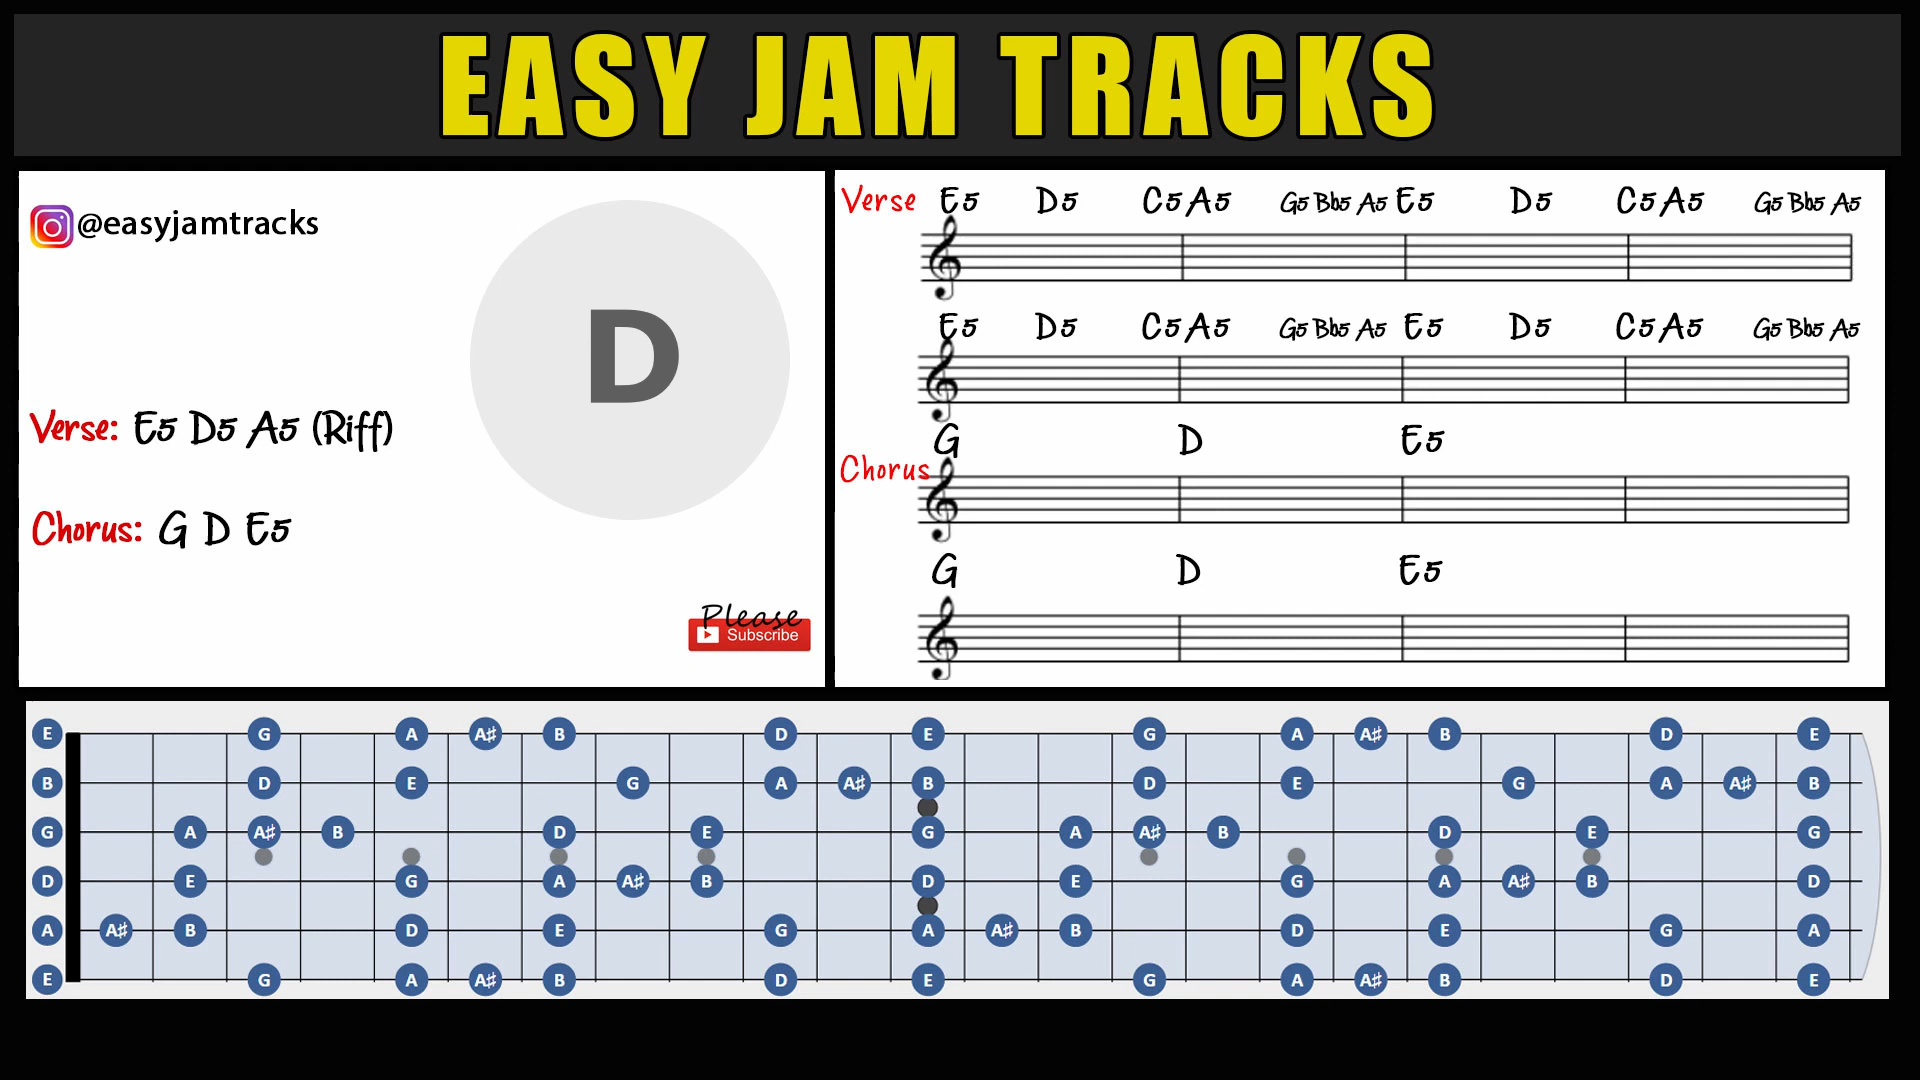 EASY JAM TRACKS
@easyjamtracks
D
Verse: E5 D5 A5 (Riff)
Chorus: G D E5
Please
Subscribe
Verse E5 D5 C5 A5 G5 Bb5 A5 E5 D5 C5 A5 G5 Bb5 A5
E5 D5 C5 A5 G5 Bb5 A5 E5 D5 C5 A5 G5 Bb5 A5
G D E5
Chorus
G D E5
E G A A♯ B D E G A A♯ B D E
B D E G A A♯ B D E G A A♯ B
G A A♯ B D E G A A♯ B D E G
D E G A A♯ B D E G A A♯ B D
A A♯ B D E G A A♯ B D E G A
E G A A♯ B D E G A A♯ B D E